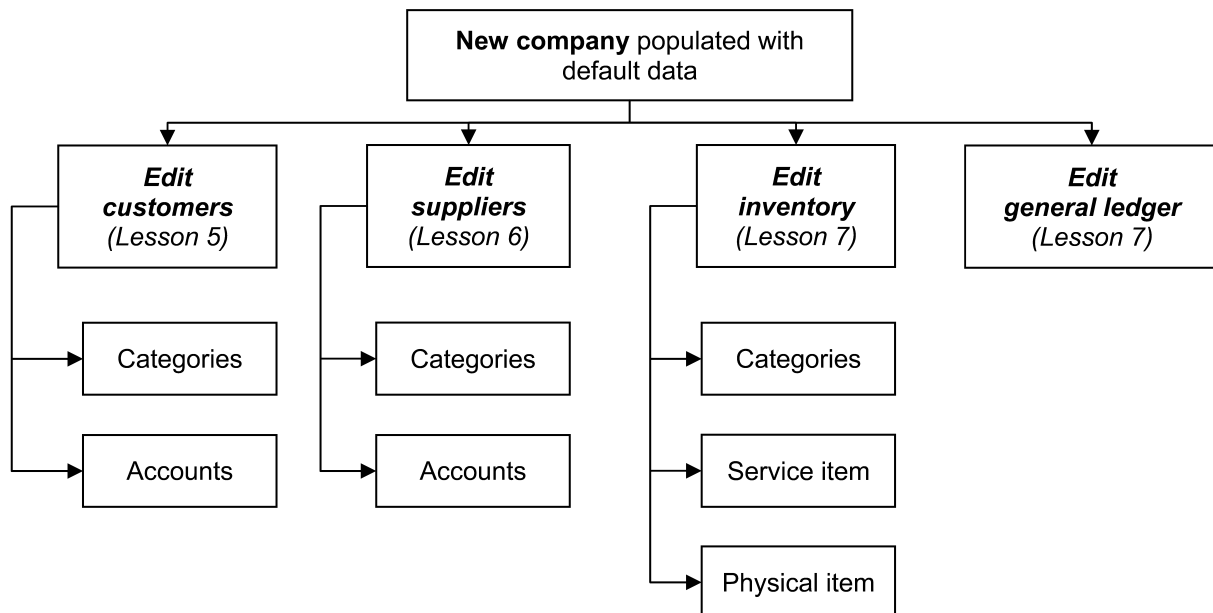 New company populated with
default data
Edit
customers
(Lesson 5)
Edit
suppliers
(Lesson 6)
Edit
inventory
(Lesson 7)
Edit
general ledger
(Lesson 7)
Categories
Categories
Categories
Accounts
Accounts
Service item
Physical item